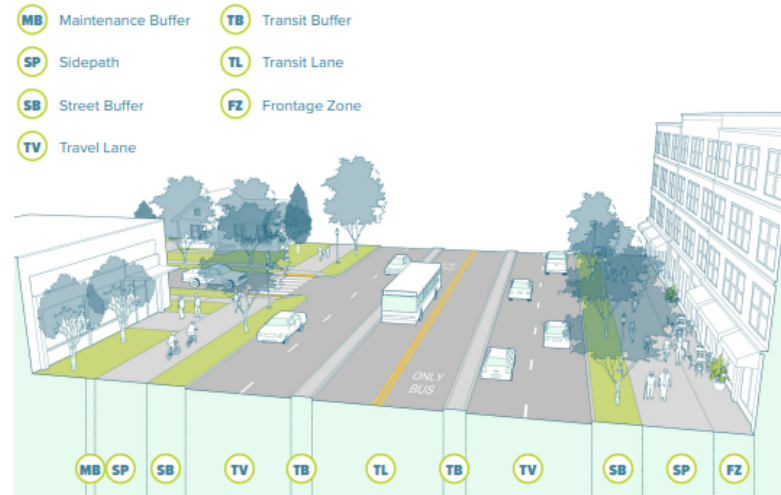 MB Maintenance Buffer
TB Transit Buffer
SP Sidepath
TL Transit Lane
SB Street Buffer
FZ Frontage Zone
TV Travel Lane
ONLY
BUS
MB SP SB TV TB TL TB TV SB SP FZ